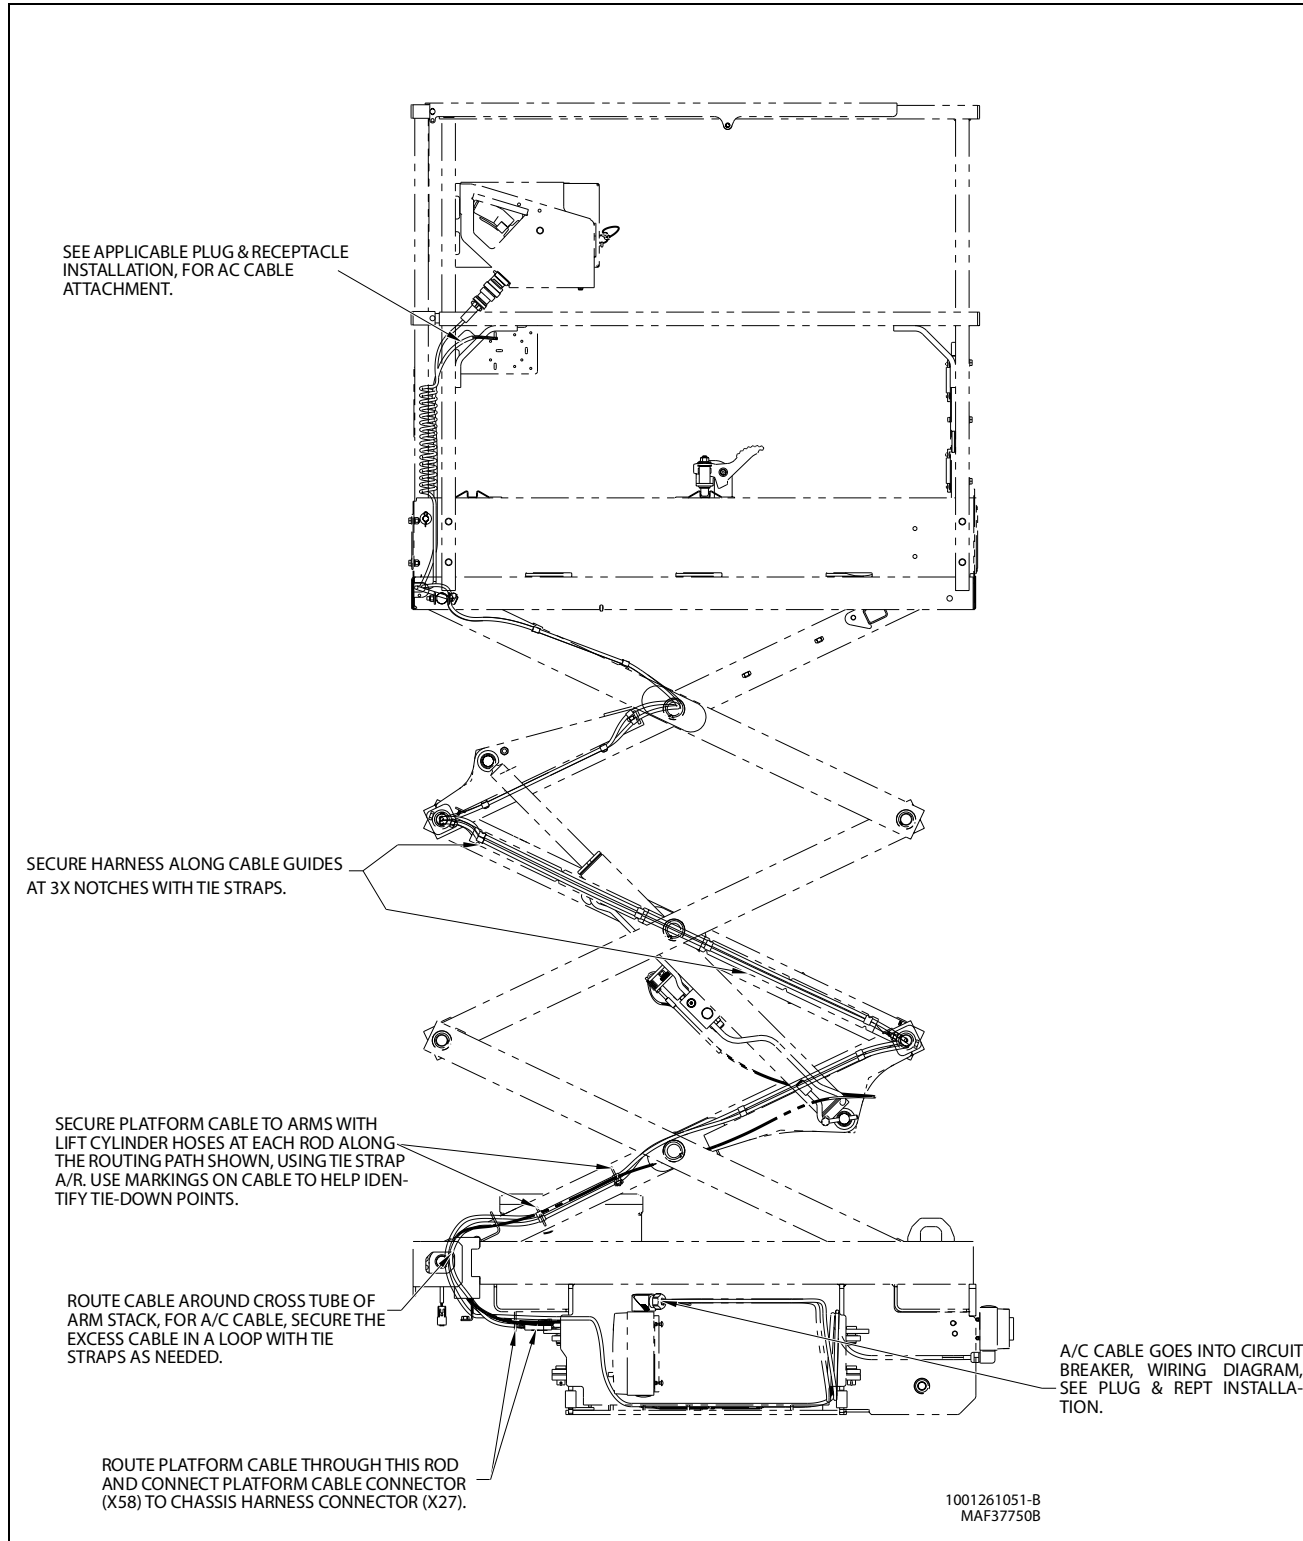 SEE APPLICABLE PLUG & RECEPTACLE
INSTALLATION, FOR AC CABLE
ATTACHMENT.
SECURE HARNESS ALONG CABLE GUIDES
AT 3X NOTCHES WITH TIE STRAPS.
SECURE PLATFORM CABLE TO ARMS WITH
LIFT CYLINDER HOSES AT EACH ROD ALONG
THE ROUTING PATH SHOWN, USING TIE STRAP
A/R. USE MARKINGS ON CABLE TO HELP IDEN-
TIFY TIE-DOWN POINTS.
ROUTE CABLE AROUND CROSS TUBE OF
ARM STACK, FOR A/C CABLE, SECURE THE
EXCESS CABLE IN A LOOP WITH TIE
STRAPS AS NEEDED.
A/C CABLE GOES INTO CIRCUIT
BREAKER, WIRING DIAGRAM,
SEE PLUG & REPT INSTALLA-
TION.
ROUTE PLATFORM CABLE THROUGH THIS ROD
AND CONNECT PLATFORM CABLE CONNECTOR
(X58) TO CHASSIS HARNESS CONNECTOR (X27).
1001261051-B
MAF37750B